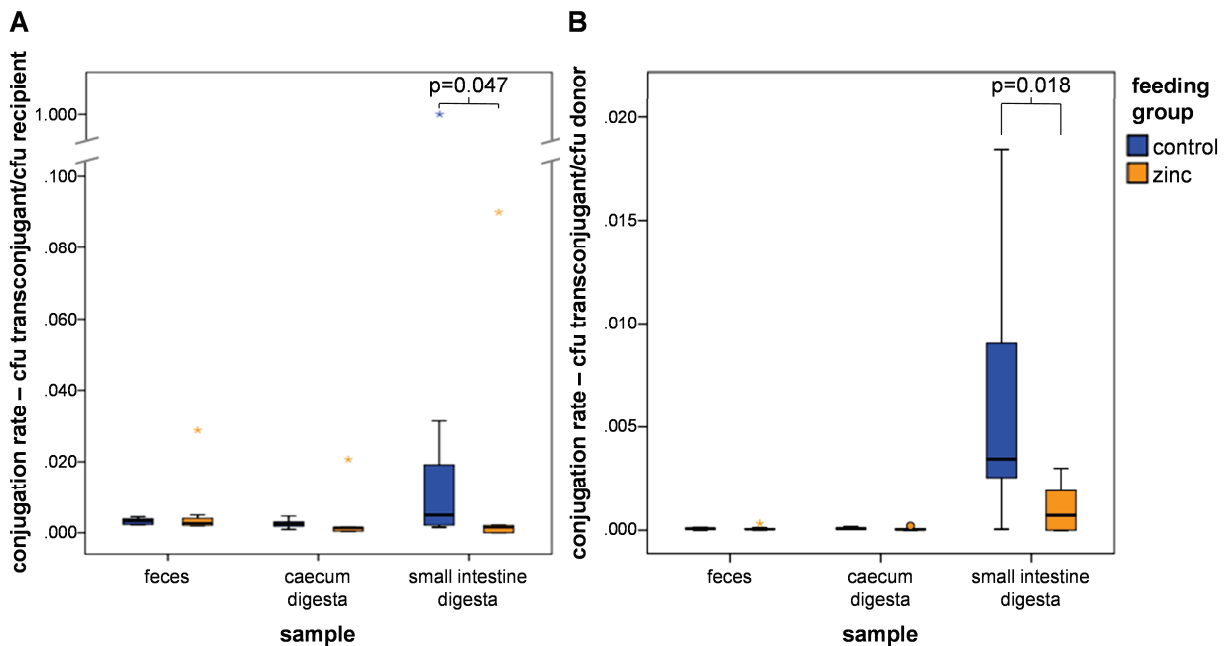 A
conjugation rate – cfu transconjugant/cfu recipient
1.000
.100
.080
.060
.040
.020
.000
p=0.047
feces
caecum
digesta
small intestine
digesta
sample
B
conjugation rate – cfu transconjugant/cfu donor
.020
.015
.010
.005
.000
p=0.018
feces
caecum
digesta
small intestine
digesta
sample
feeding
group
control
zinc